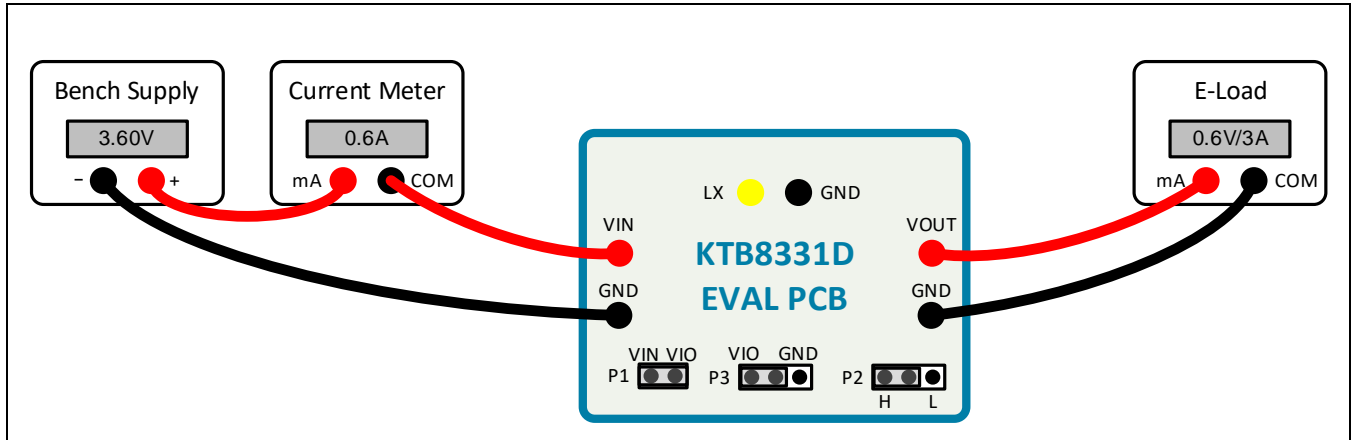 Bench Supply
3.60V
− +
Current Meter
0.6A
mA COM
E-Load
0.6V/3A
mA COM
LX GND
VIN VOUT
KTB8331D
GND GND
EVAL PCB
VIN VIO VIO GND
P1 P3 P2
H L